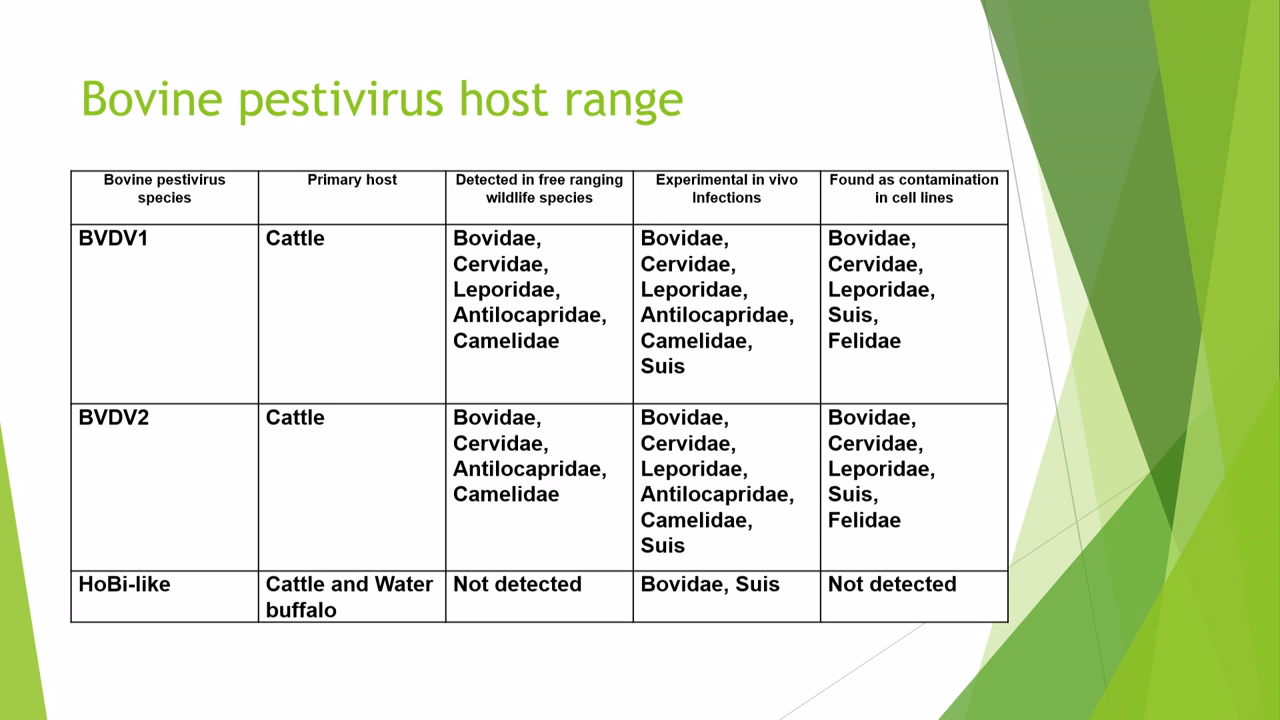 Bovine pestivirus host range
Bovine pestivirus
species
Primary host
Detected in free ranging
wildlife species
Experimental in vivo
Infections
Found as contamination
in cell lines
BVDV1
Cattle
Bovidae,
Cervidae,
Leporidae,
Antilocapridae,
Camelidae
Bovidae,
Cervidae,
Leporidae,
Antilocapridae,
Camelidae,
Suis
Bovidae,
Cervidae,
Leporidae,
Suis,
Felidae
BVDV2
Cattle
Bovidae,
Cervidae,
Antilocapridae,
Camelidae
Bovidae,
Cervidae,
Leporidae,
Antilocapridae,
Camelidae,
Suis
Bovidae,
Cervidae,
Leporidae,
Suis,
Felidae
HoBi-like
Cattle and Water
buffalo
Not detected
Bovidae, Suis
Not detected